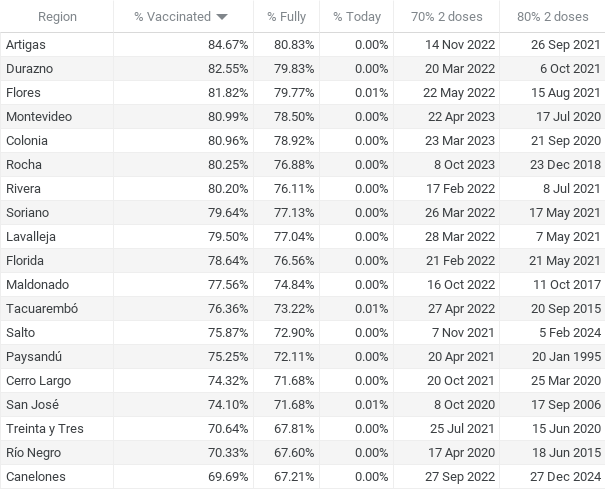 Region % Vaccinated % Fully % Today 70% 2 doses 80% 2 doses
Artigas 84.67% 80.83% 0.00% 14 Nov 2022 26 Sep 2021
Durazno 82.55% 79.83% 0.00% 20 Mar 2022 6 Oct 2021
Flores 81.82% 79.77% 0.01% 22 May 2022 15 Aug 2021
Montevideo 80.99% 78.50% 0.00% 22 Apr 2023 17 Jul 2020
Colonia 80.96% 78.92% 0.00% 23 Mar 2023 21 Sep 2020
Rocha 80.25% 76.88% 0.00% 8 Oct 2023 23 Dec 2018
Rivera 80.20% 76.11% 0.00% 17 Feb 2022 8 Jul 2021
Soriano 79.64% 77.13% 0.00% 26 Mar 2022 17 May 2021
Lavalleja 79.50% 77.04% 0.00% 28 Mar 2022 7 May 2021
Florida 78.64% 76.56% 0.00% 21 Feb 2022 21 May 2021
Maldonado 77.56% 74.84% 0.00% 16 Oct 2022 11 Oct 2017
Tacuarembó 76.36% 73.22% 0.01% 27 Apr 2022 20 Sep 2015
Salto 75.87% 72.90% 0.00% 7 Nov 2021 5 Feb 2024
Paysandú 75.25% 72.11% 0.00% 20 Apr 2021 20 Jan 1995
Cerro Largo 74.32% 71.68% 0.00% 20 Oct 2021 25 Mar 2020
San José 74.10% 71.68% 0.01% 8 Oct 2020 17 Sep 2006
Treinta y Tres 70.64% 67.81% 0.00% 25 Jul 2021 15 Jun 2020
Río Negro 70.33% 67.60% 0.00% 17 Apr 2020 18 Jun 2015
Canelones 69.69% 67.21% 0.00% 27 Sep 2022 27 Dec 2024